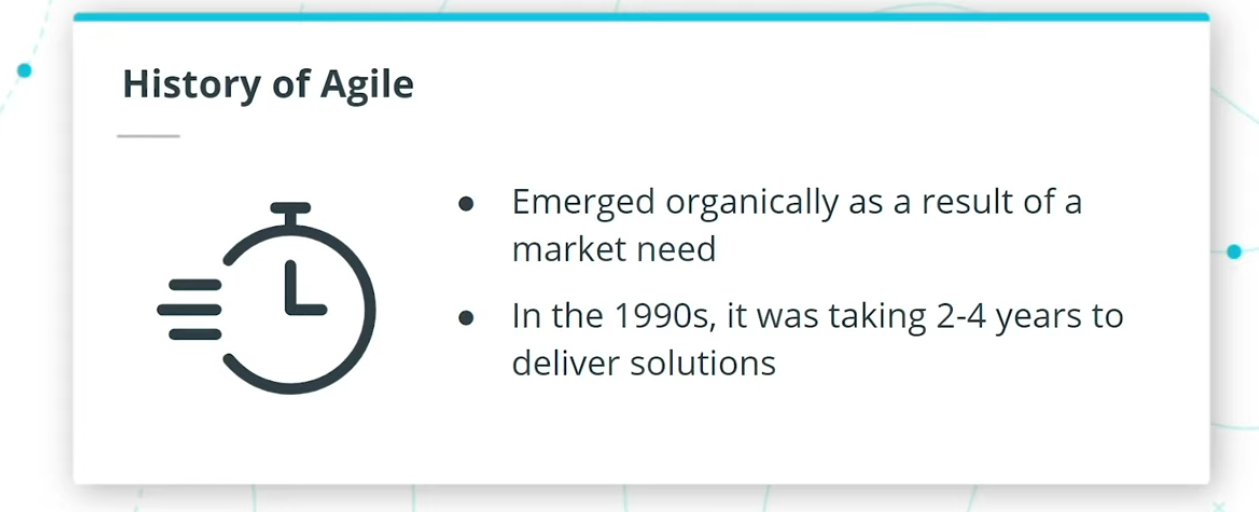 History of Agile
● Emerged organically as a result of a
market need
● In the 1990s, it was taking 2-4 years to
deliver solutions